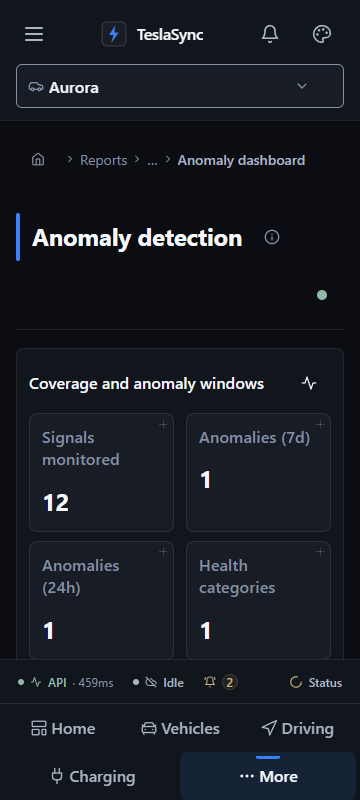 TeslaSync
Aurora
Reports ... Anomaly dashboard
Anomaly detection
Coverage and anomaly windows
Signals
monitored
12
Anomalies (7d)
1
Anomalies
(24h)
1
Health
categories
1
API · 459ms Idle 2 Status
Home Vehicles Driving
Charging More